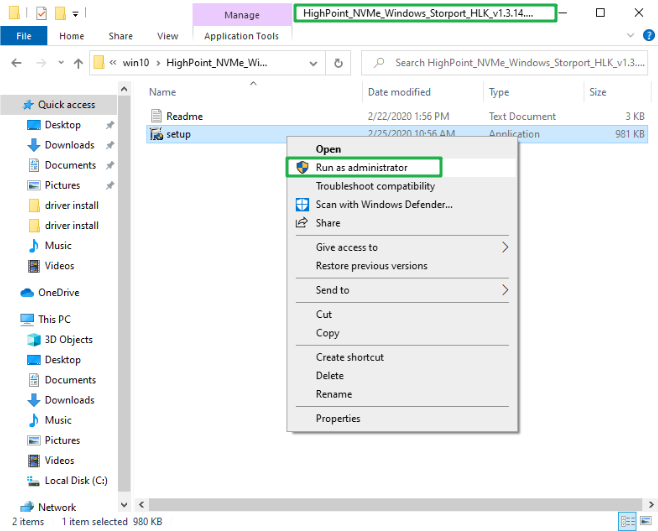 Manage
HighPoint_NVMe_Windows_Storport_HLK_v1.3.14....
File
Home
Share
View
Application Tools
« win10 > HighPoint_NVMe_Wi...
Search HighPoint_NVMe_Windows_Storport_HLK_v1.3....
Name
Date modified
Type
Size
Quick access
Desktop
Downloads
Documents
Pictures
driver install
driver install
Music
Videos
OneDrive
This PC
3D Objects
Desktop
Documents
Downloads
Music
Pictures
Videos
Local Disk (C:)
Network
Readme 2/22/2020 1:56 PM Text Document 3 KB
setup 2/25/2020 10:56 AM Application 981 KB
Open
Run as administrator
Troubleshoot compatibility
Scan with Windows Defender...
Share
Give access to
Restore previous versions
Send to
Cut
Copy
Create shortcut
Delete
Rename
Properties
2 items 1 item selected 980 KB